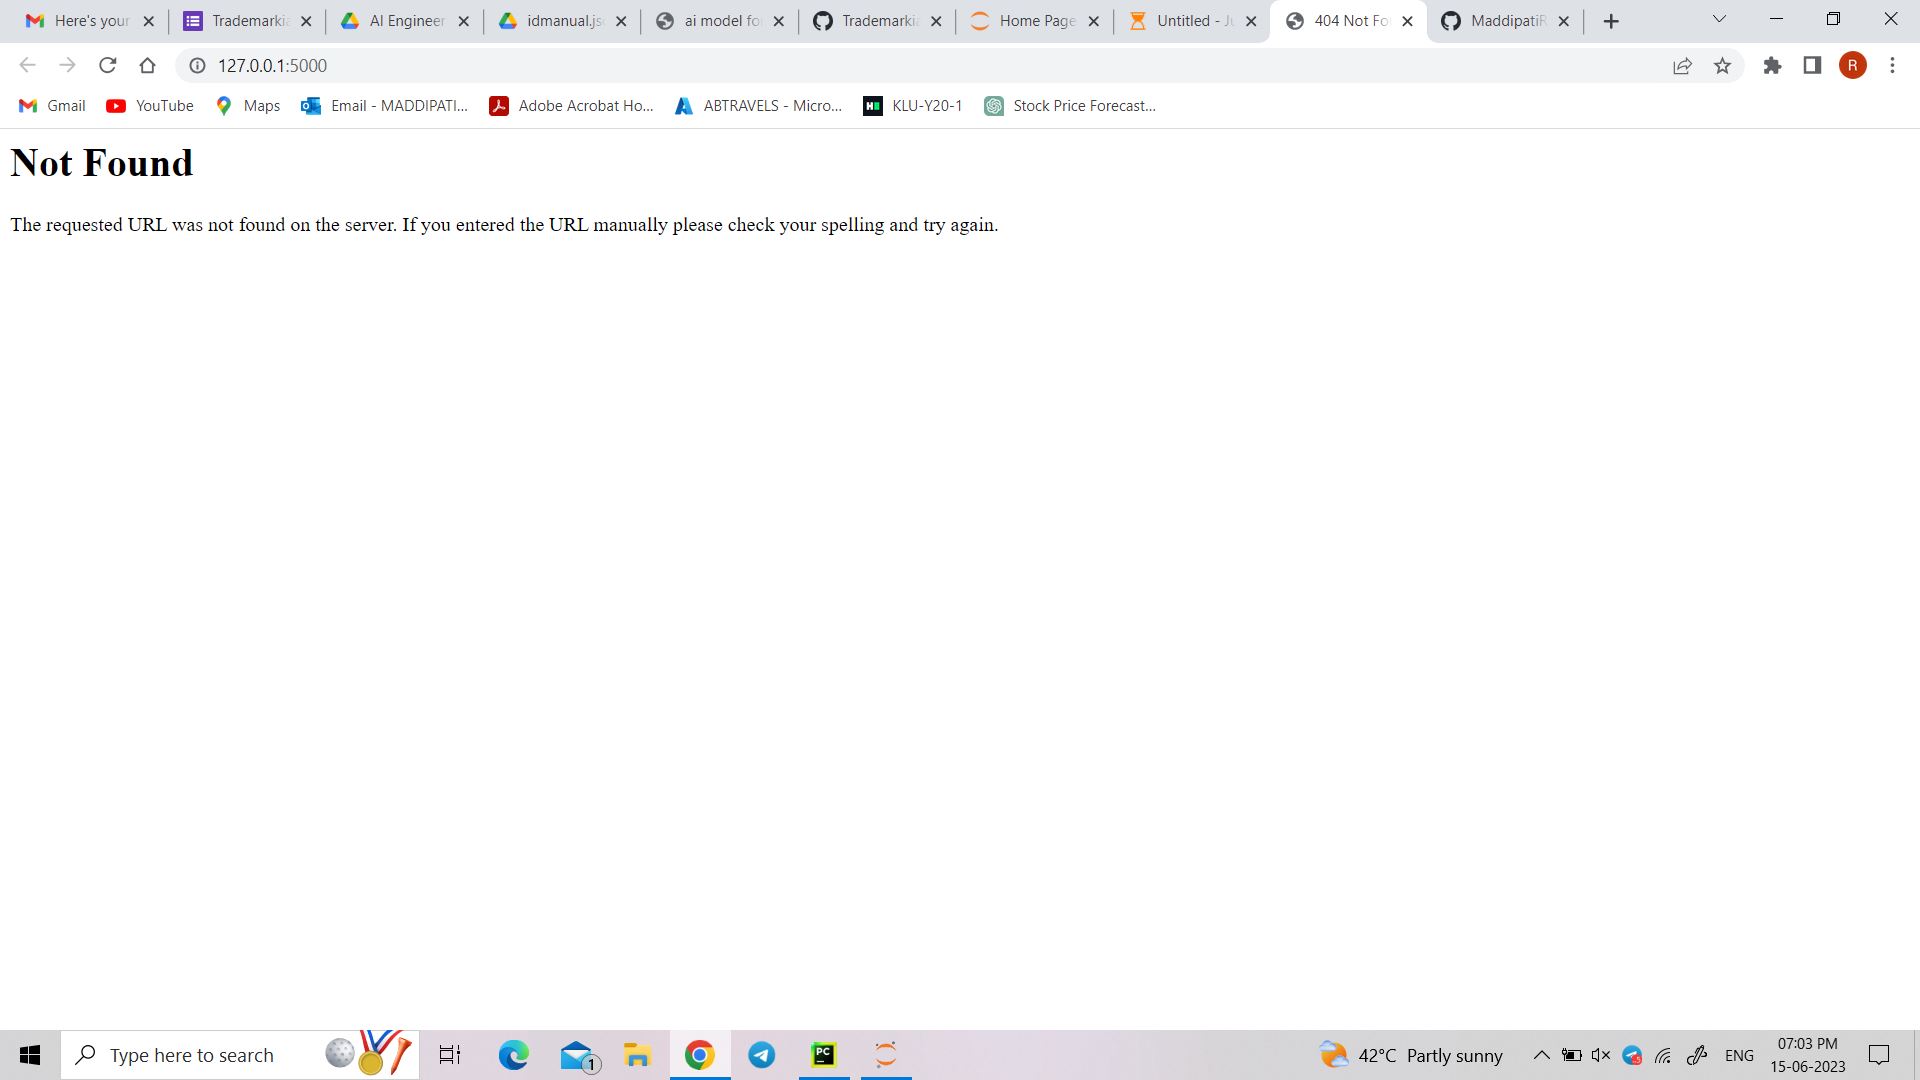 Here's your
Trademarkia
AI Engineer
idmanual.js
ai model fo
Trademarkia
Home Page
Untitled - Ju
404 Not Fo
MaddipatiR
127.0.0.1:5000
R
Gmail
YouTube
Maps
Email - MADDIPATI...
Adobe Acrobat Ho...
ABTRAVELS - Micro...
KLU-Y20-1
Stock Price Forecast...
Not Found
The requested URL was not found on the server. If you entered the URL manually please check your spelling and try again.
Type here to search
1
PC
42°C Partly sunny
ENG
07:03 PM
15-06-2023